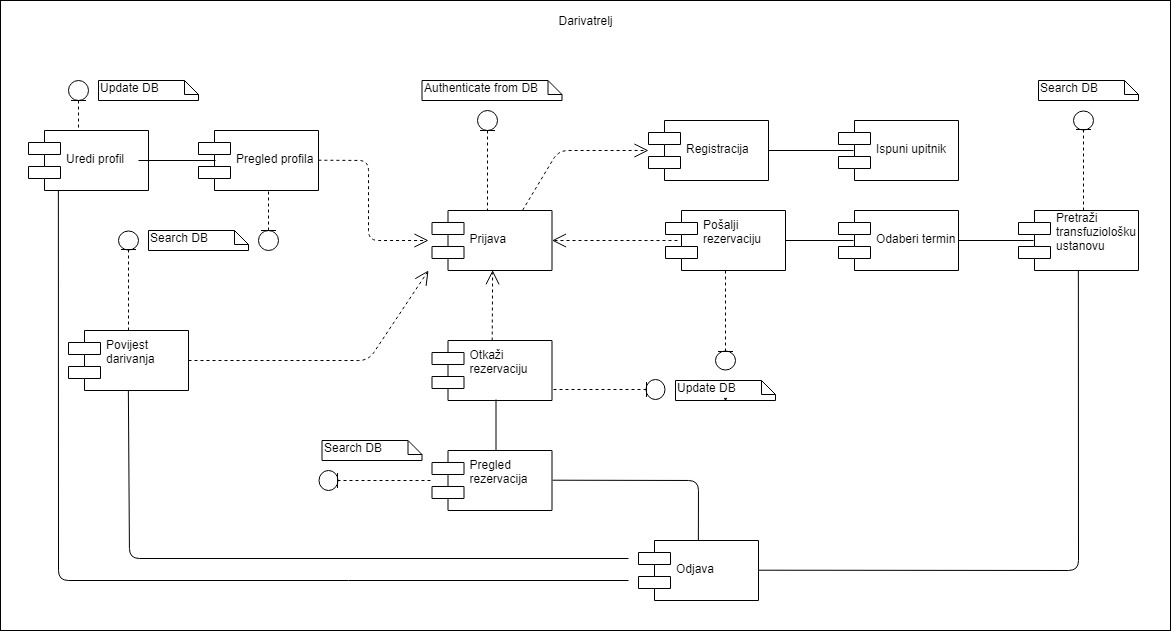 Darivatrelj
Update DB
Authenticate from DB
Search DB
Uredi profil
Pregled profila
Registracija
Ispuni upitnik
Search DB
Prijava
Pošalji
rezervaciju
Odaberi termin
Pretraži
transfuziološku
ustanovu
Povijest
darivanja
Otkaži
rezervaciju
Update DB
Search DB
Pregled
rezervacija
Odjava